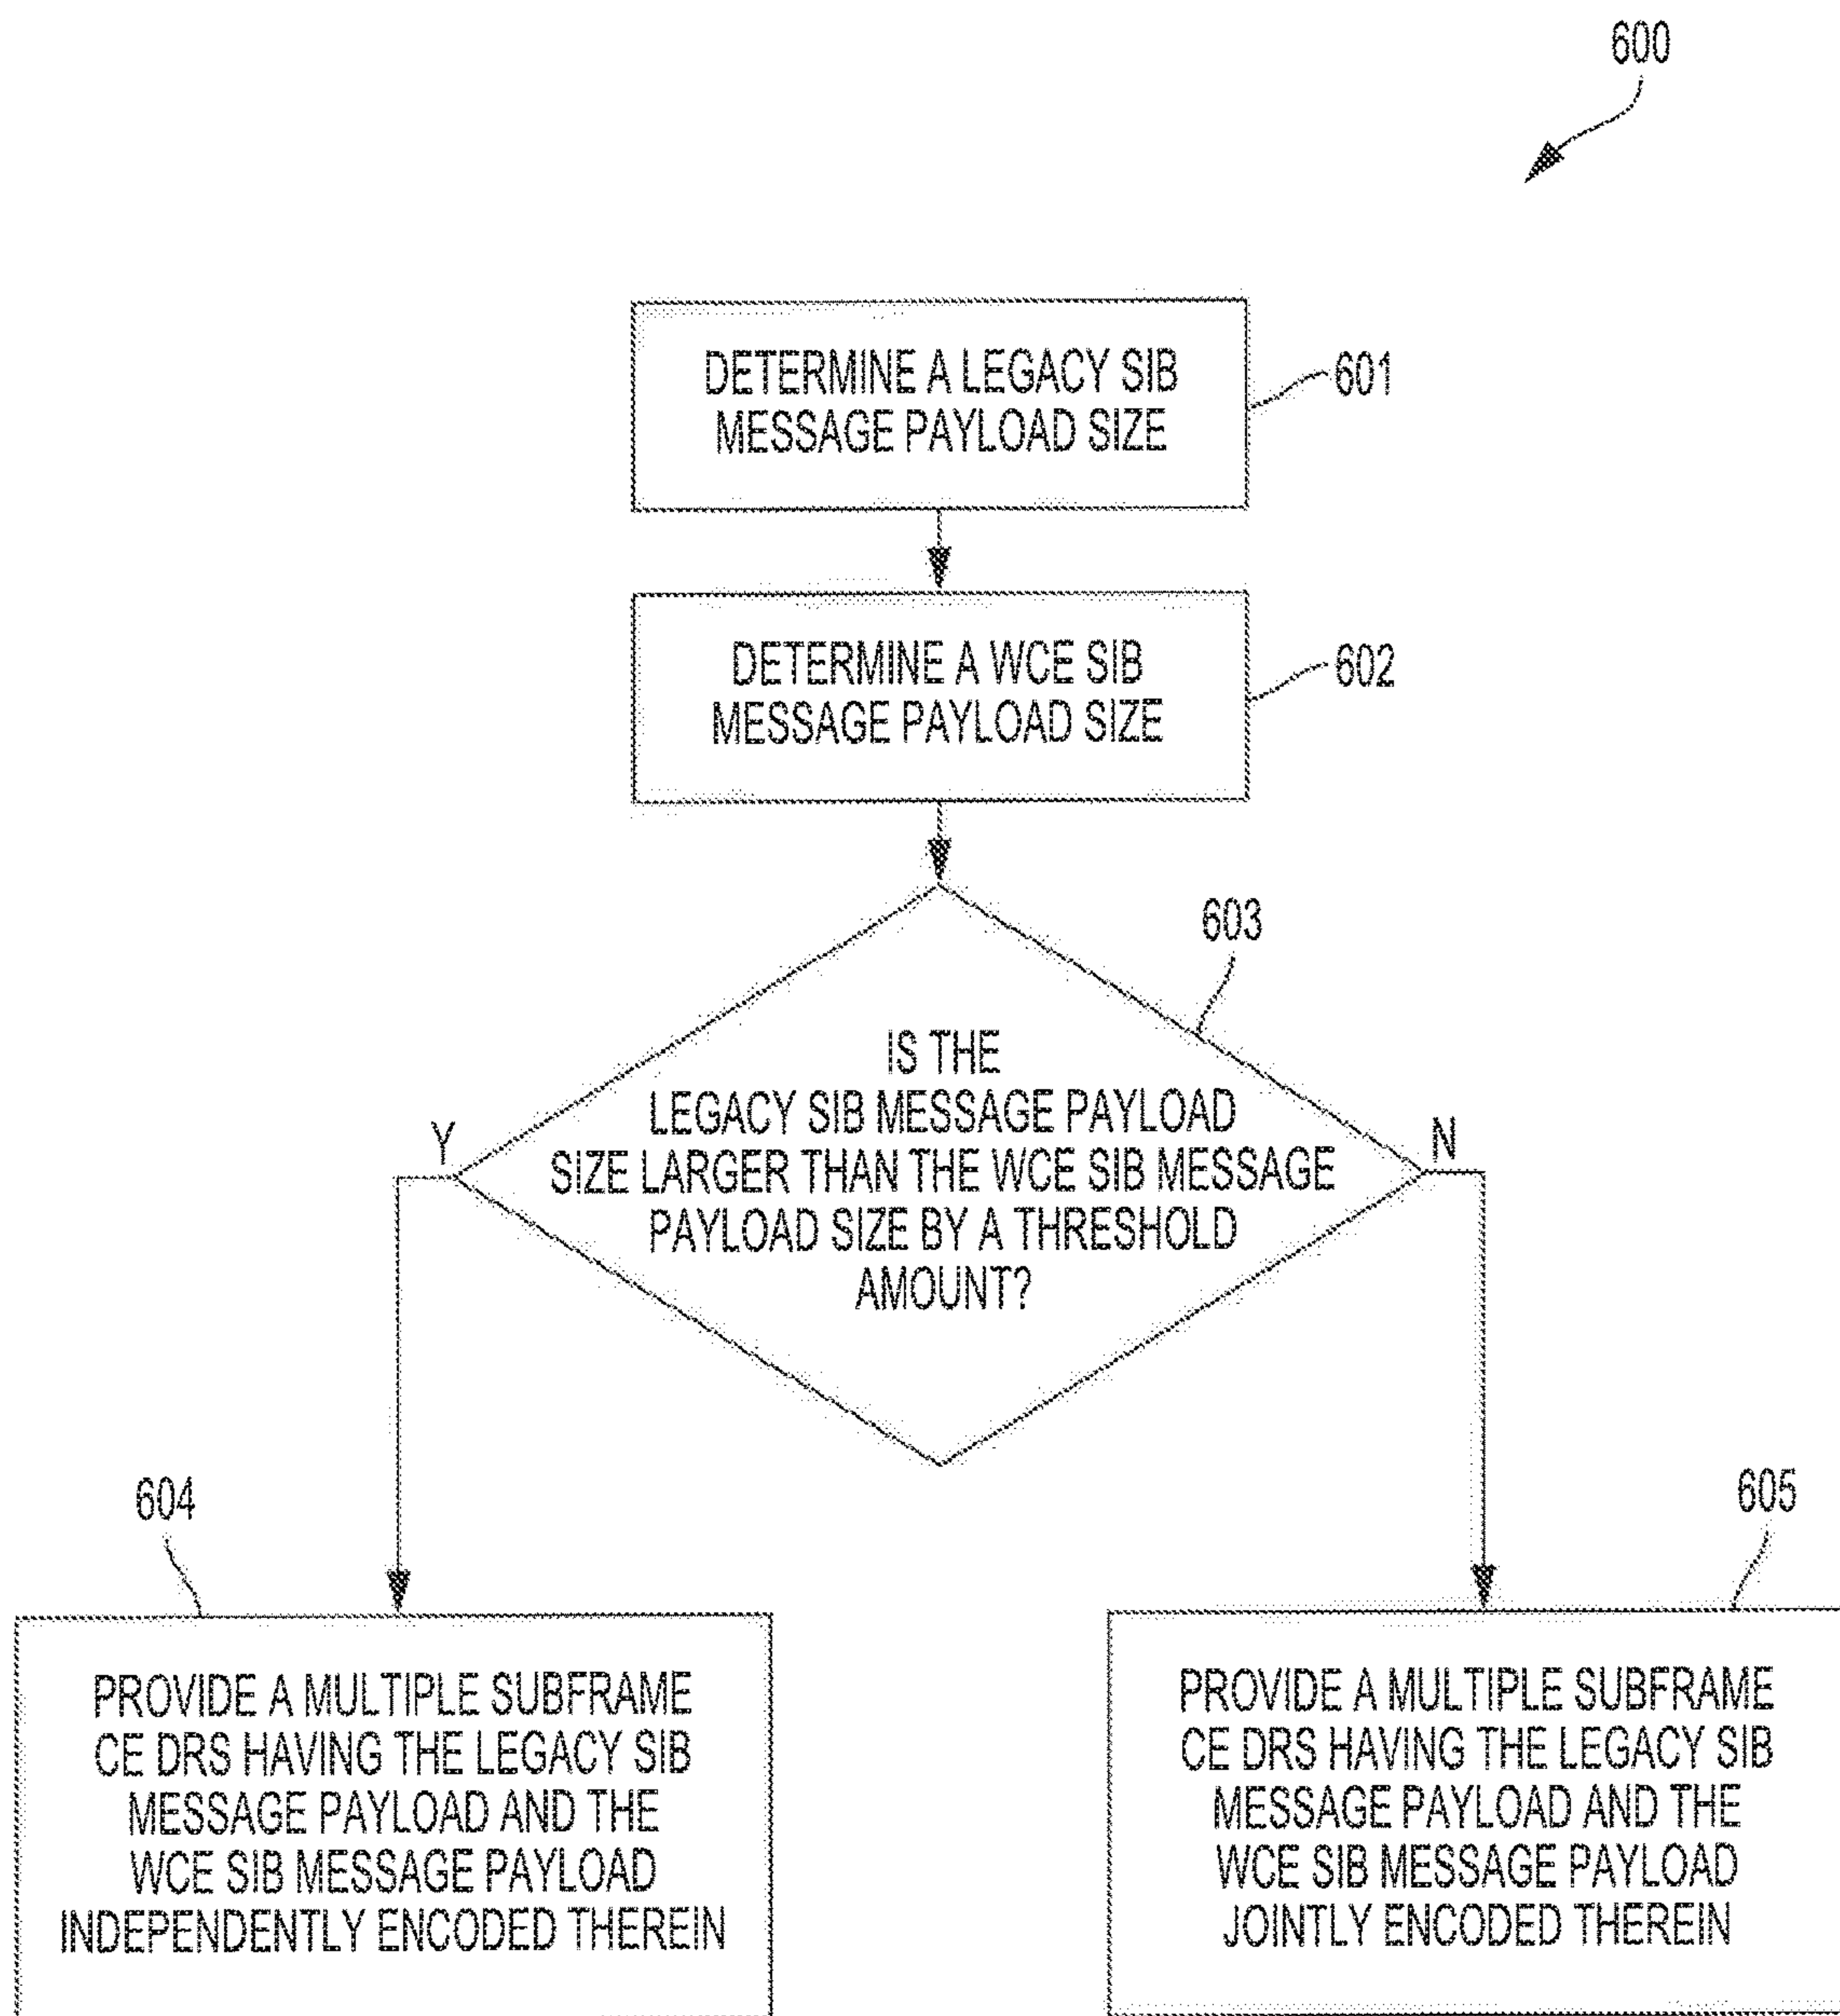 600
DETERMINE A LEGACY SIB
MESSAGE PAYLOAD SIZE
601
DETERMINE A WCE SIB
MESSAGE PAYLOAD SIZE
602
603
IS THE
LEGACY SIB MESSAGE PAYLOAD
SIZE LARGER THAN THE WCE SIB MESSAGE
PAYLOAD SIZE BY A THRESHOLD
AMOUNT?
Y
N
604
PROVIDE A MULTIPLE SUBFRAME
CE DRS HAVING THE LEGACY SIB
MESSAGE PAYLOAD AND THE
WCE SIB MESSAGE PAYLOAD
INDEPENDENTLY ENCODED THEREIN
605
PROVIDE A MULTIPLE SUBFRAME
CE DRS HAVING THE LEGACY SIB
MESSAGE PAYLOAD AND THE
WCE SIB MESSAGE PAYLOAD
JOINTLY ENCODED THEREIN